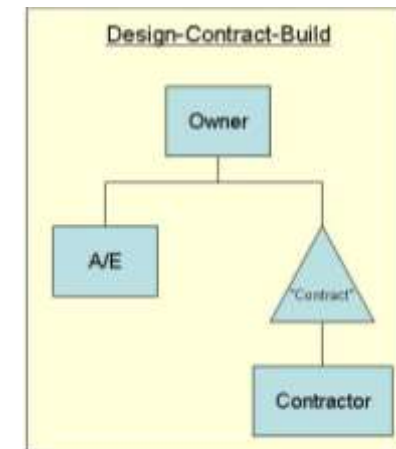 Design-Contract-Build
Owner
A/E
"Contract"
Contractor